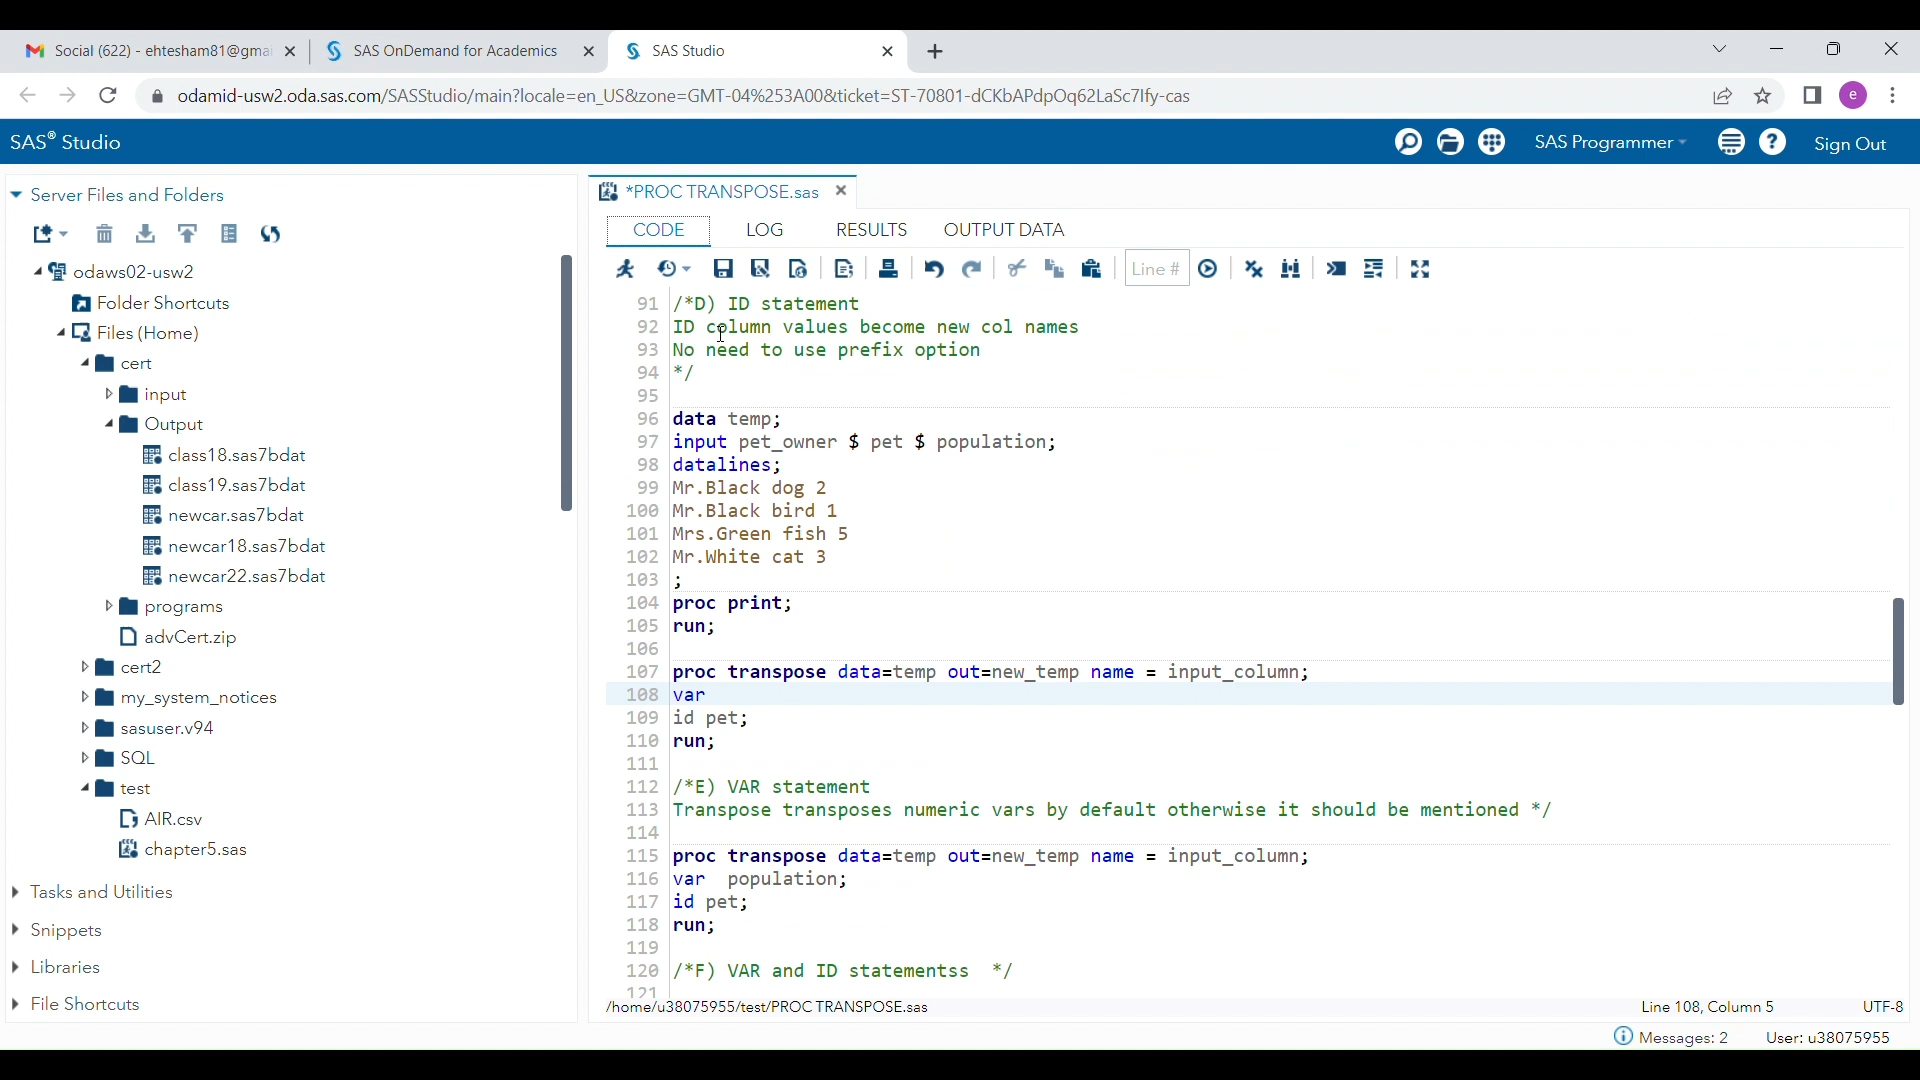 Social (622) - ehtesham81@gma
SAS OnDemand for Academics
SAS Studio
odamid-usw2.oda.sas.com/SASStudio/main?locale=en_US&zone=GMT-04%253A00&ticket=ST-70801-dCKbAPdpOq62LaSc7lfy-cas
e
SAS® Studio
SAS Programmer
Sign Out
Server Files and Folders
odaws02-usw2
Folder Shortcuts
Files (Home)
cert
input
Output
class18.sas7bdat
class19.sas7bdat
newcar.sas7bdat
newcar18.sas7bdat
newcar22.sas7bdat
programs
advCert.zip
cert2
my_system_notices
sasuser.v94
SQL
test
AIR.csv
chapter5.sas
Tasks and Utilities
Snippets
Libraries
File Shortcuts
*PROC TRANSPOSE.sas
CODE LOG RESULTS OUTPUT DATA
Line #
91 /*D) ID statement
92 ID column values become new col names
93 No need to use prefix option
94 */
95
96 data temp;
97 input pet_owner $ pet $ population;
98 datalines;
99 Mr.Black dog 2
100 Mr.Black bird 1
101 Mrs.Green fish 5
102 Mr.White cat 3
103 ;
104 proc print;
105 run;
106
107 proc transpose data=temp out=new_temp name = input_column;
108 var
109 id pet;
110 run;
111
112 /*E) VAR statement
113 Transpose transposes numeric vars by default otherwise it should be mentioned */
114
115 proc transpose data=temp out=new_temp name = input_column;
116 var  population;
117 id pet;
118 run;
119
120 /*F) VAR and ID statementss  */
121
/home/u38075955/test/PROC TRANSPOSE.sas
Line 108, Column 5
UTF-8
Messages: 2
User: u38075955